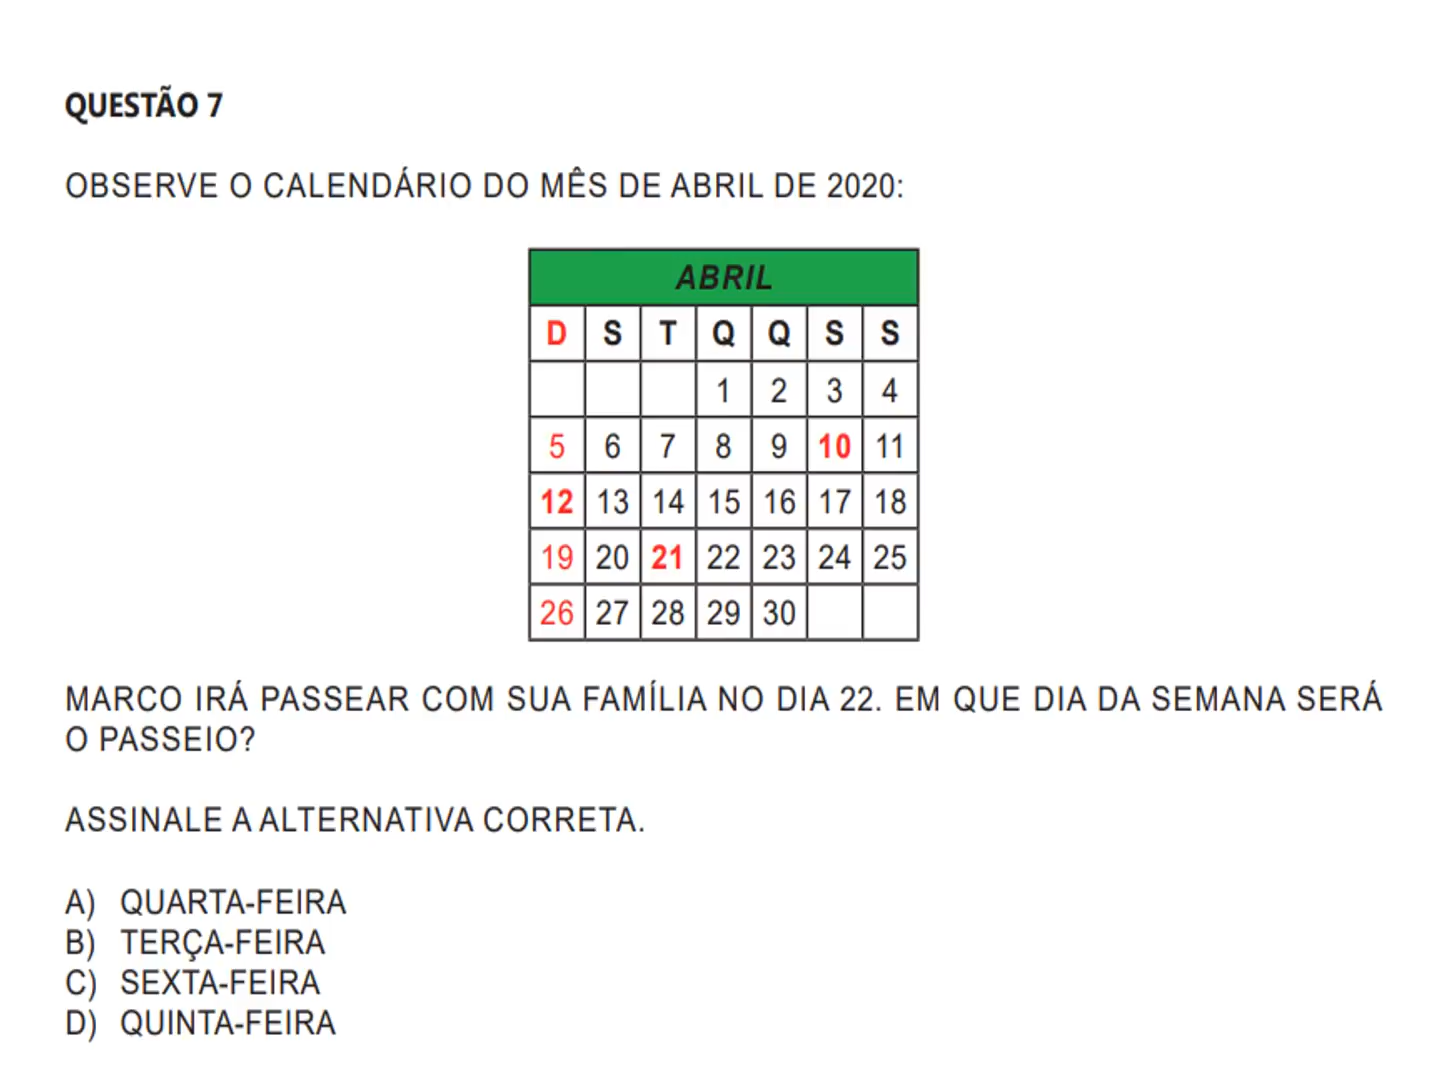 QUESTÃO 7
OBSERVE O CALENDÁRIO DO MÊS DE ABRIL DE 2020:
ABRIL
D S T Q Q S S
1 2 3 4
5 6 7 8 9 10 11
12 13 14 15 16 17 18
19 20 21 22 23 24 25
26 27 28 29 30
MARCO IRÁ PASSEAR COM SUA FAMÍLIA NO DIA 22. EM QUE DIA DA SEMANA SERÁ
O PASSEIO?
ASSINALE A ALTERNATIVA CORRETA.
A) QUARTA-FEIRA
B) TERÇA-FEIRA
C) SEXTA-FEIRA
D) QUINTA-FEIRA